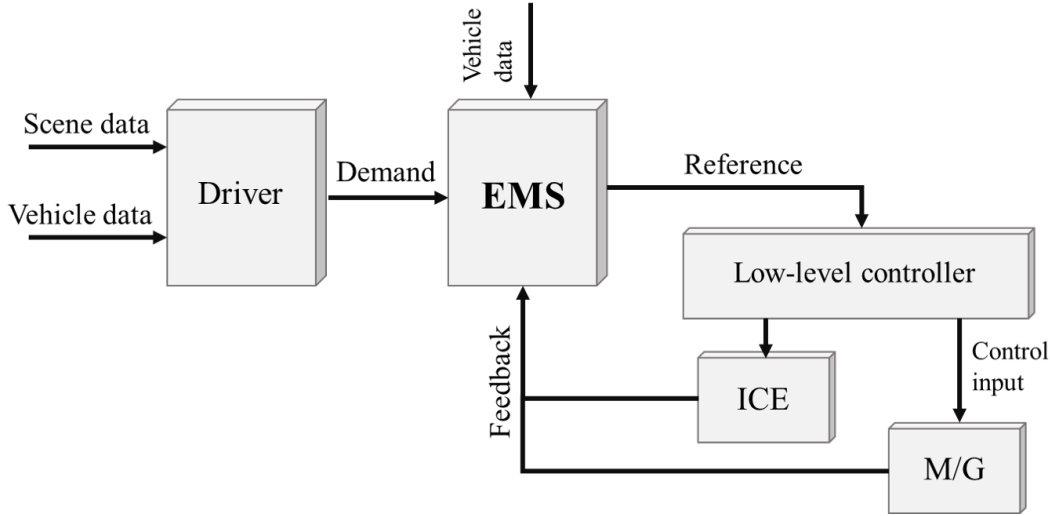 Vehicle
data
Scene data
Driver
Vehicle data
Demand
EMS
Reference
Low-level controller
Control
input
ICE
M/G
Feedback